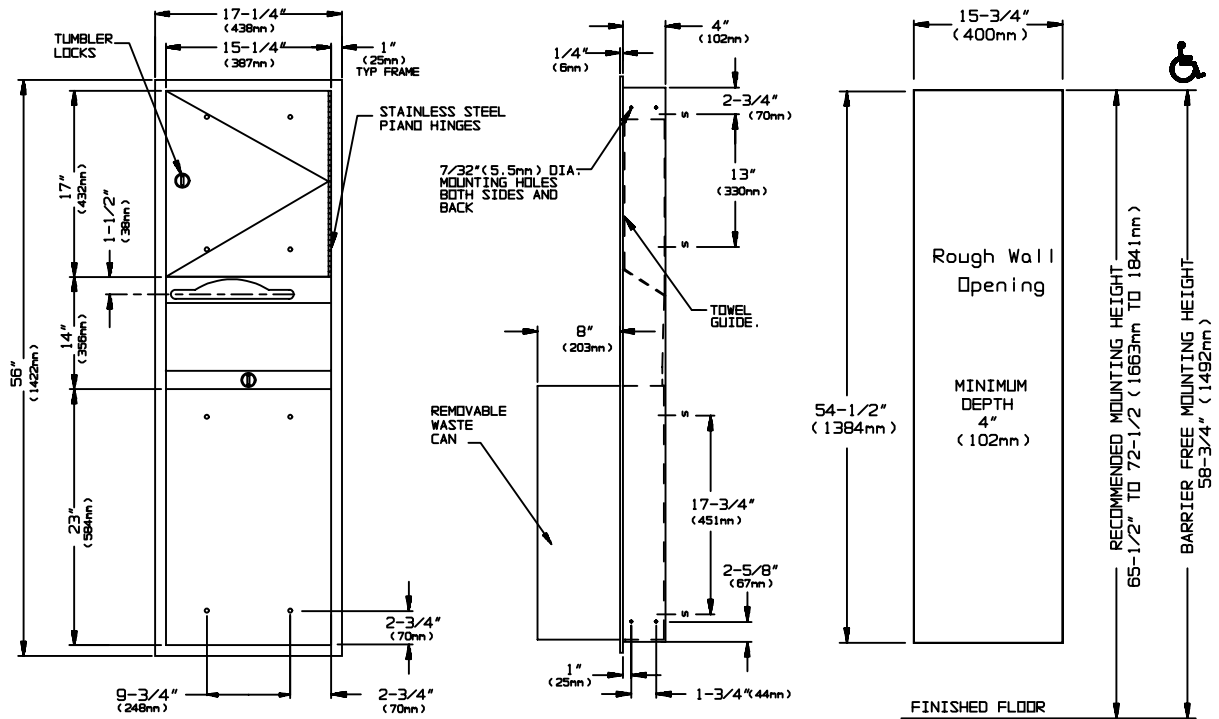 17-1/4"
(438mm)
TUMBLER
LOCKS
15-1/4"
(387mm)
1"
(25mm)
TYP FRAME
STAINLESS STEEL
PIANO HINGES
17"
(432mm)
1-1/2"
(38mm)
14"
(356mm)
56"
(1422mm)
23"
(584mm)
2-3/4"
(70mm)
9-3/4"
(248mm)
2-3/4"
(70mm)
4"
(102mm)
1/4"
(6mm)
2-3/4"
(70mm)
S
7/32"(5.5mm) DIA.
MOUNTING HOLES
BOTH SIDES AND
BACK
13"
(330mm)
S
TOWEL
GUIDE.
8"
(203mm)
REMOVABLE
WASTE
CAN
S
17-3/4"
(451mm)
2-5/8"
(67mm)
S
1"
(25mm)
1-3/4"(44mm)
15-3/4"
(400mm)
Rough Wall
Opening
MINIMUM
DEPTH
4"
(102mm)
54-1/2"
(1384mm)
RECOMMENDED MOUNTING HEIGHT
65-1/2" TO 72-1/2 (1663mm TO 1841mm)
BARRIER FREE MOUNTING HEIGHT
58-3/4" (1492mm)
FINISHED FLOOR